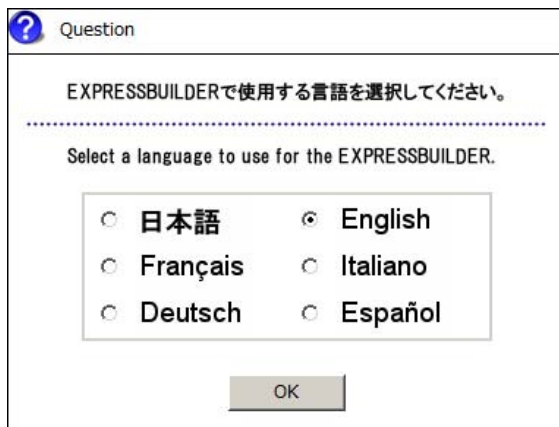 Question
EXPRESSBUILDERで使用する言語を選択してください。
Select a language to use for the EXPRESSBUILDER.
日本語 English
Français Italiano
Deutsch Español
OK